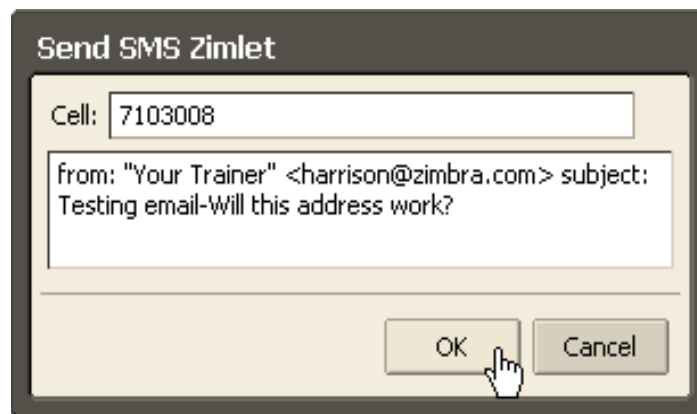 Send SMS Zimlet
Cell: 7103008
from: "Your Trainer" <harrison@zimbra.com> subject:
Testing email-Will this address work?
OK Cancel